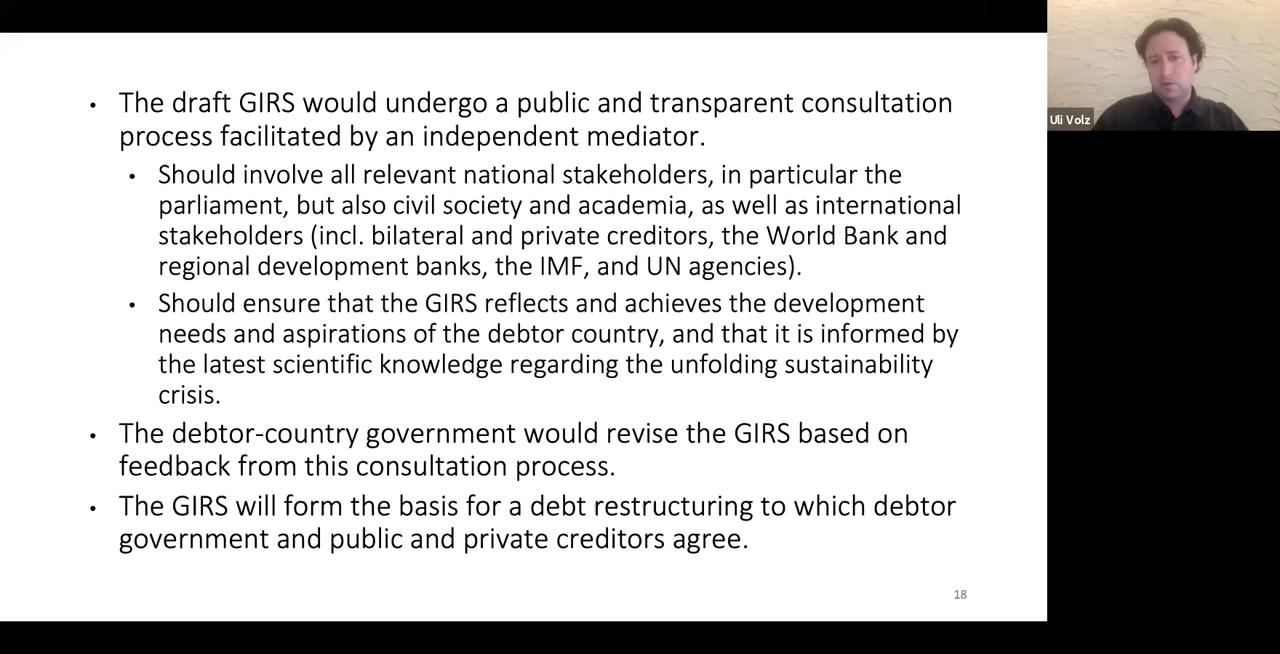 • The draft GIRS would undergo a public and transparent consultation
process facilitated by an independent mediator.
• Should involve all relevant national stakeholders, in particular the
parliament, but also civil society and academia, as well as international
stakeholders (incl. bilateral and private creditors, the World Bank and
regional development banks, the IMF, and UN agencies).
• Should ensure that the GIRS reflects and achieves the development
needs and aspirations of the debtor country, and that it is informed by
the latest scientific knowledge regarding the unfolding sustainability
crisis.
• The debtor-country government would revise the GIRS based on
feedback from this consultation process.
• The GIRS will form the basis for a debt restructuring to which debtor
government and public and private creditors agree.
18
Uli Volz